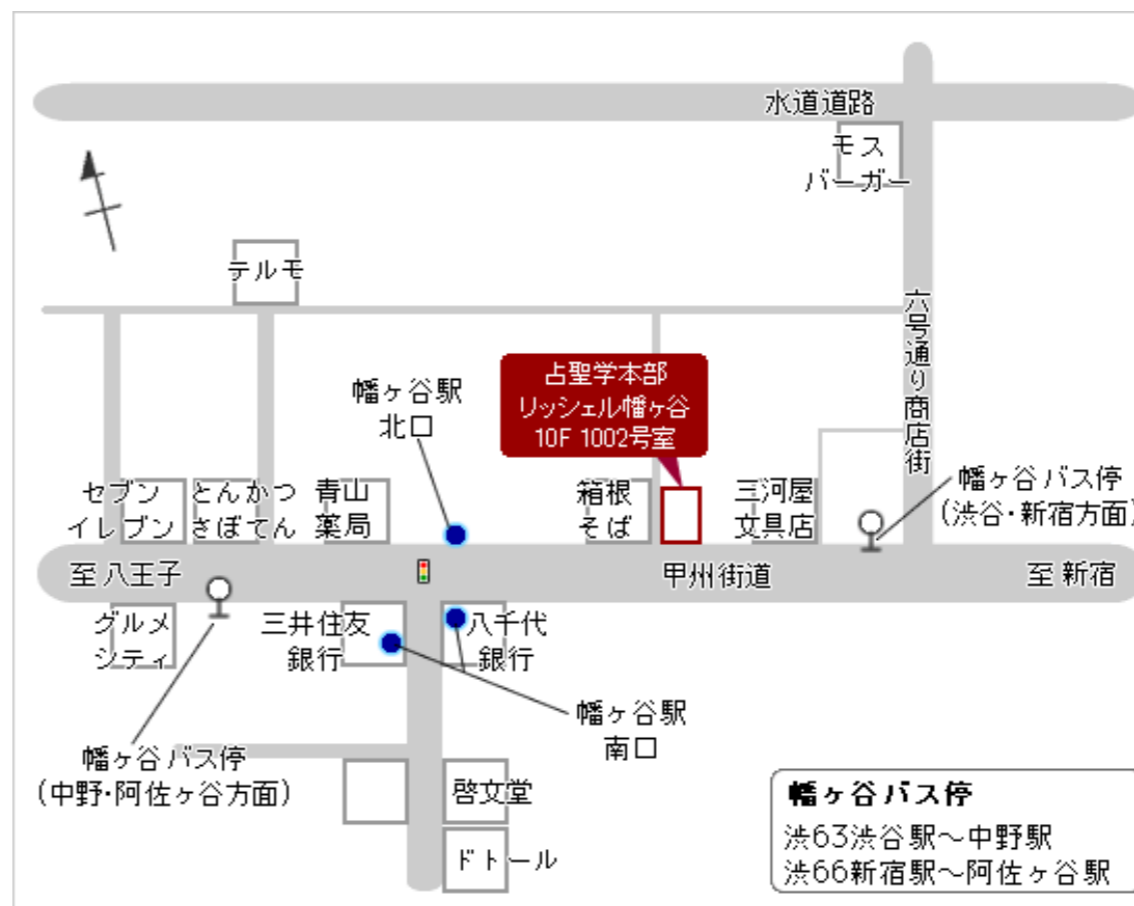 水道道路
モス
バーガー
テルモ
六号通り商店街
占聖学本部
リッシェル幡ヶ谷
10F 1002号室
幡ヶ谷駅
北口
セブン
イレブン
とんかつ
さぼてん
青山
薬局
箱根
そば
三河屋
文具店
幡ヶ谷バス停
(渋谷・新宿方面)
至八王子
甲州街道
至新宿
グルメ
シティ
三井住友
銀行
八千代
銀行
幡ヶ谷駅
南口
幡ヶ谷バス停
(中野・阿佐ヶ谷方面)
啓文堂
ドトール
幡ヶ谷バス停
渋63渋谷駅～中野駅
渋66新宿駅～阿佐ヶ谷駅